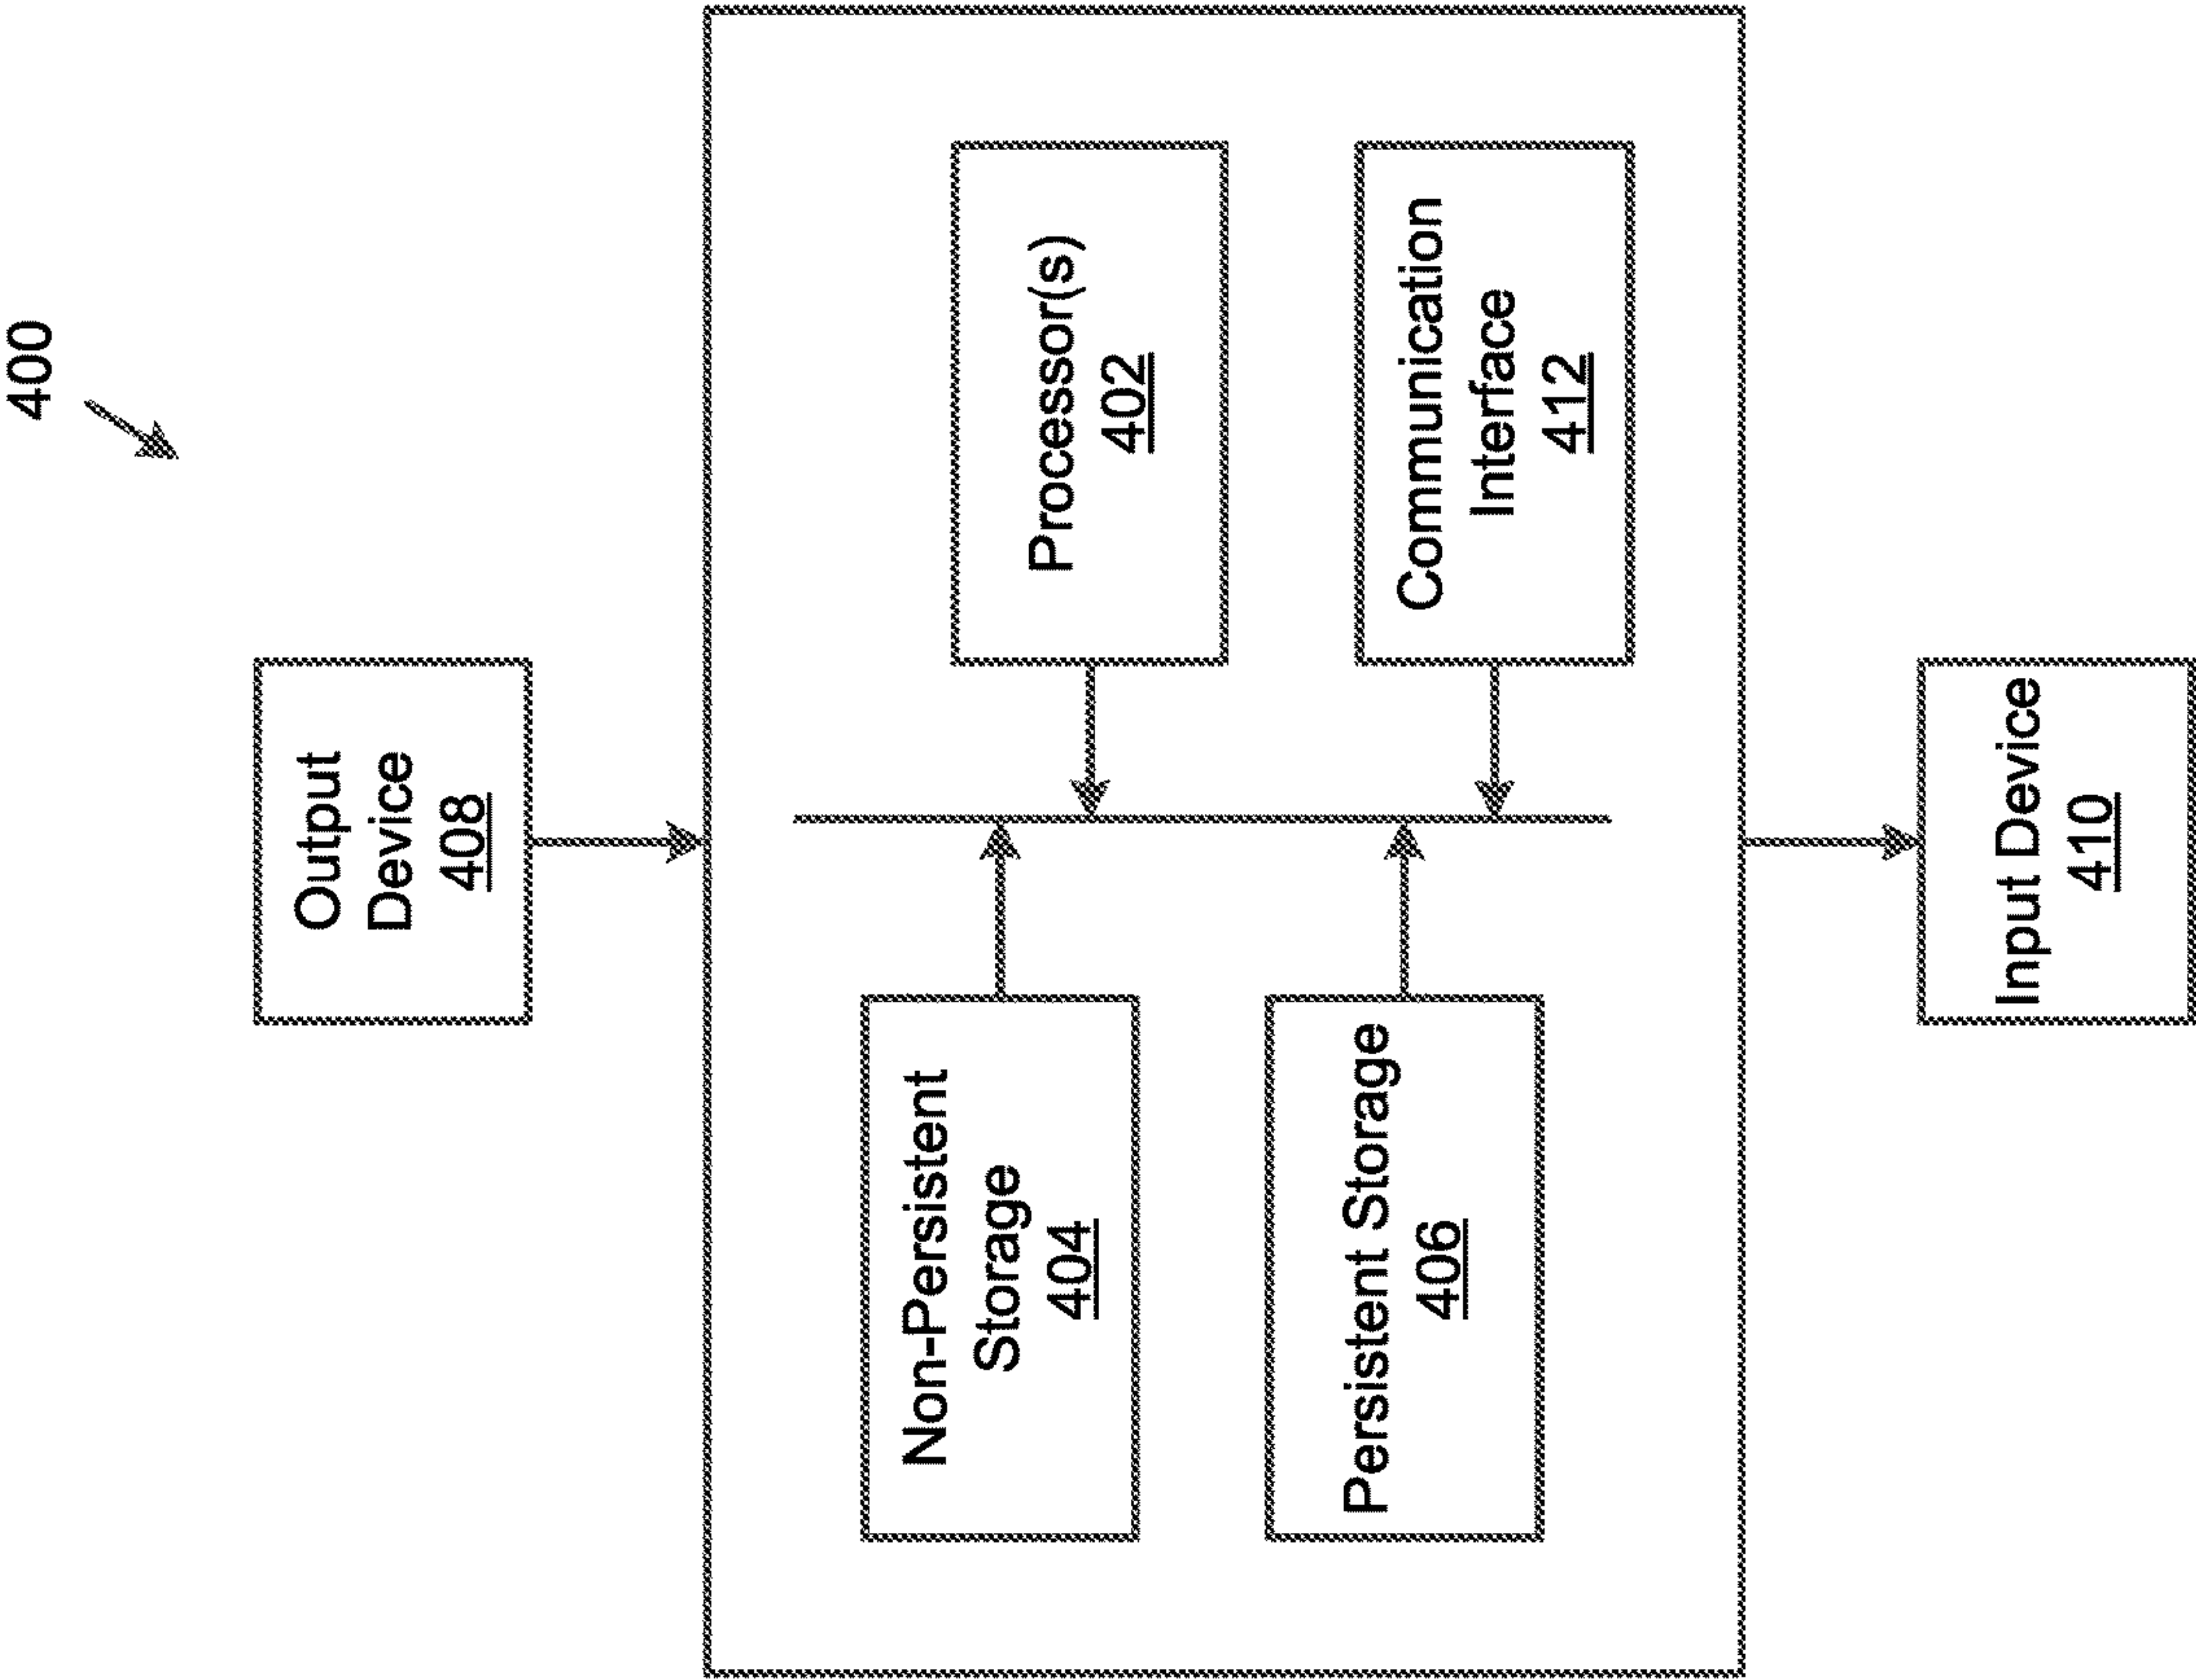 400
Output
Device
408
Non-Persistent
Storage
404
Processor(s)
402
Persistent Storage
406
Communication
Interface
412
Input Device
410